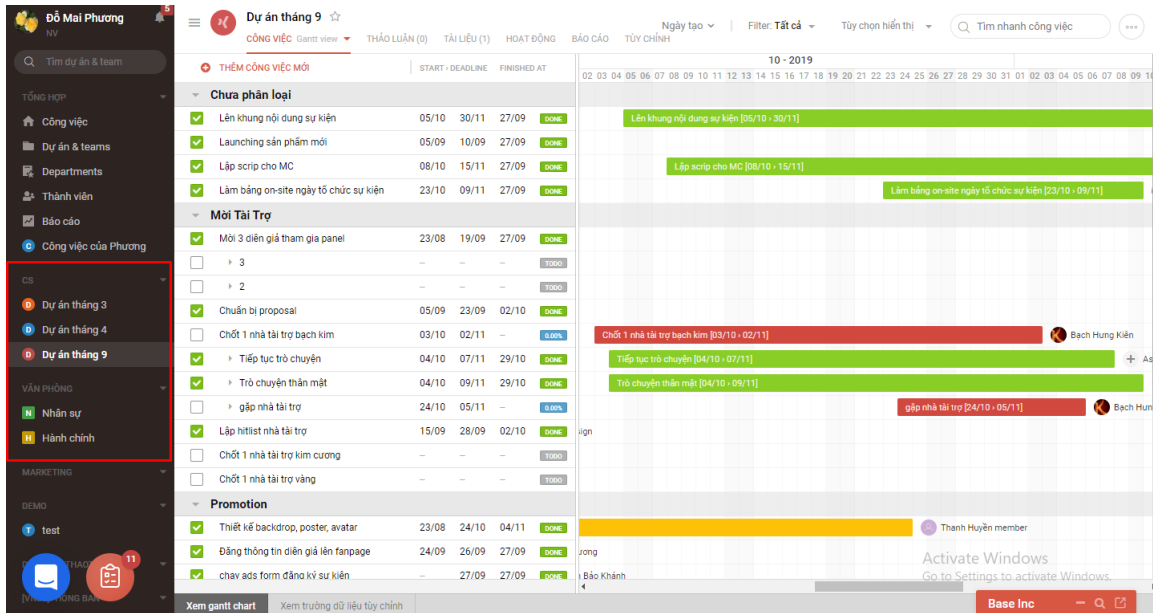 Đỗ Mai Phương
NV
5
Tìm dự án & team
TỔNG HỢP
Công việc
Dự án & teams
Departments
Thành viên
Báo cáo
C Công việc của Phương
CS
D Dự án tháng 3
D Dự án tháng 4
D Dự án tháng 9
VĂN PHÒNG
N Nhân sự
H Hành chính
MARKETING
DEMO
T test
11
Dự án tháng 9
CÔNG VIỆC Gantt view THẢO LUẬN (0) TÀI LIỆU (1) HOẠT ĐỘNG BÁO CÁO TÙY CHỈNH
Ngày tạo Filter: Tất cả Tùy chọn hiển thị Tìm nhanh công việc
THÊM CÔNG VIỆC MỚI START › DEADLINE FINISHED AT
10 - 2019
02 03 04 05 06 07 08 09 10 11 12 13 14 15 16 17 18 19 20 21 22 23 24 25 26 27 28 29 30 31 01 02 03 04 05 06 07 08 09
Chưa phân loại
Lên khung nội dung sự kiện 05/10 30/11 27/09 DONE Lên khung nội dung sự kiện [05/10 › 30/11]
Launching sản phẩm mới 05/09 10/09 27/09 DONE
Lập scrip cho MC 08/10 15/11 27/09 DONE Lập scrip cho MC [08/10 › 15/11]
Làm bảng on-site ngày tổ chức sự kiện 23/10 09/11 27/09 DONE Làm bảng on-site ngày tổ chức sự kiện [23/10 › 09/11]
Mời Tài Trợ
Mời 3 diễn giả tham gia panel 23/08 19/09 27/09 DONE
3 – – – TODO
2 – – – TODO
Chuẩn bị proposal 05/09 23/09 02/10 DONE
Chốt 1 nhà tài trợ bạch kim 03/10 02/11 – 0.00% Chốt 1 nhà tài trợ bạch kim [03/10 › 02/11] Bạch Hưng Kiên
Tiếp tục trò chuyện 04/10 07/11 29/10 DONE Tiếp tục trò chuyện [04/10 › 07/11] + As
Trò chuyện thân mật 04/10 09/11 29/10 DONE Trò chuyện thân mật [04/10 › 09/11]
gặp nhà tài trợ 24/10 05/11 – 0.00% gặp nhà tài trợ [24/10 › 05/11] Bạch Hưn
Lập hitlist nhà tài trợ 15/09 28/09 02/10 DONE sign
Chốt 1 nhà tài trợ kim cương – – – TODO
Chốt 1 nhà tài trợ vàng – – – TODO
Promotion
Thiết kế backdrop, poster, avatar 23/08 24/10 04/11 DONE Thanh Huyền member
Đăng thông tin diễn giả lên fanpage 24/09 26/09 27/09 DONE ương
chạy ads form đăng ký sự kiện – 27/09 27/09 DONE Bảo Khánh
Activate Windows
Go to Settings to activate Windows.
Xem gantt chart Xem trường dữ liệu tùy chỉnh
Base Inc